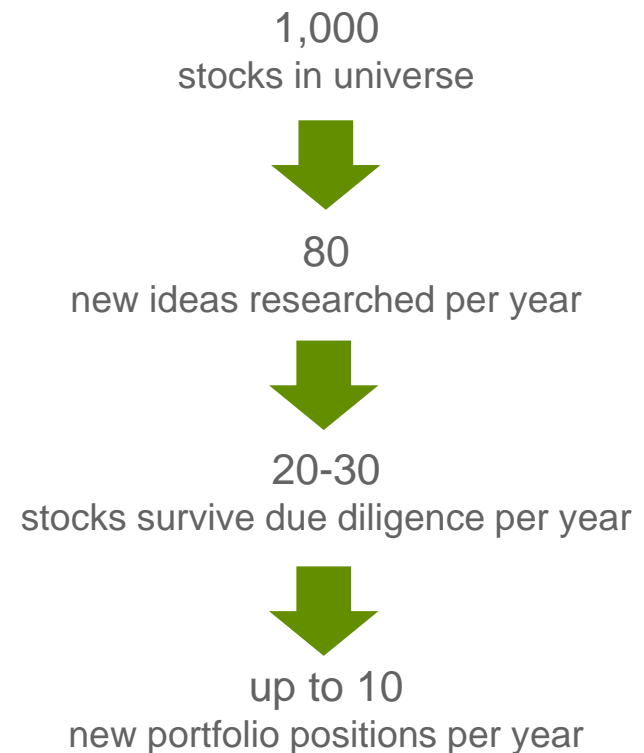 1,000
stocks in universe
80
new ideas researched per year
20-30
stocks survive due diligence per year
up to 10
new portfolio positions per year